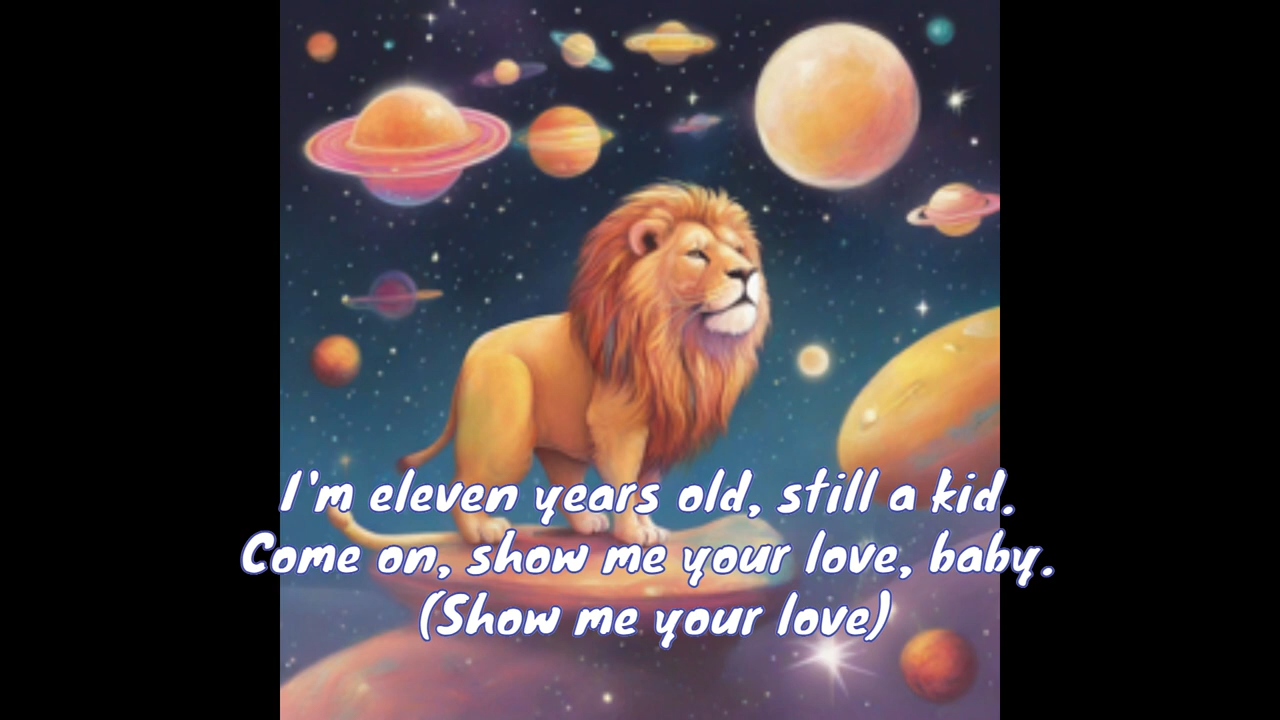 I'm eleven years old, still a kid.
Come on, show me your love, baby.
(Show me your love)